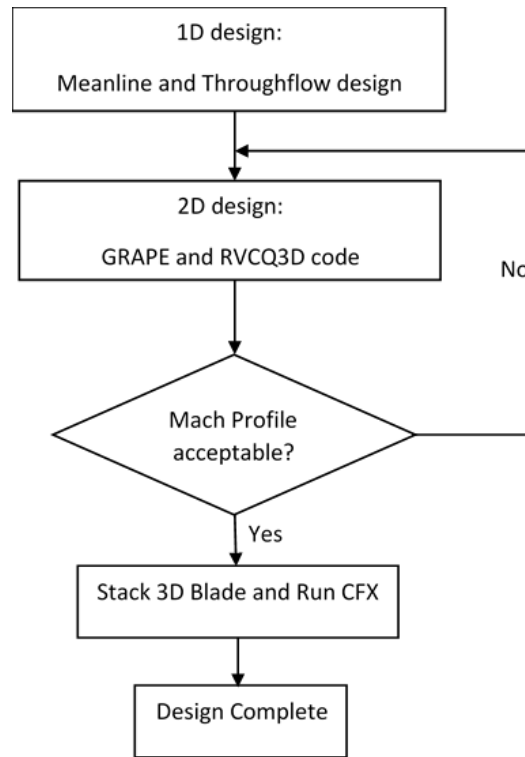 1D design:
Meanline and Throughflow design
2D design:
GRAPE and RVCQ3D code
No
Mach Profile
acceptable?
Yes
Stack 3D Blade and Run CFX
Design Complete